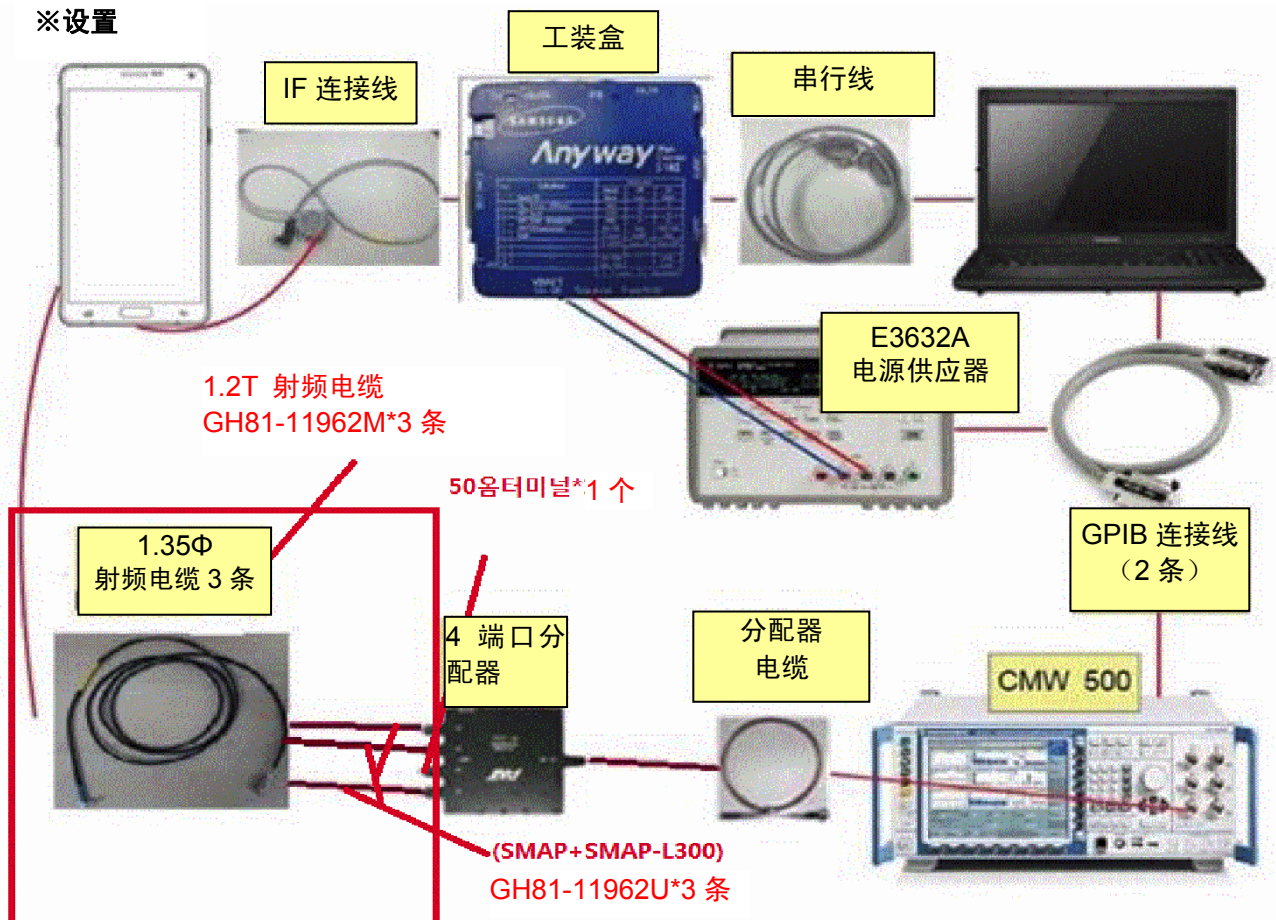 ※设置
工装盒
IF 连接线
串行线
SAMSUNG
Anyway
E3632A
电源供应器
1.2T 射频电缆
GH81-11962M*3 条
50옴터미널*1 个
1.35Φ
射频电缆 3 条
GPIB 连接线
（2 条）
4 端口分
配器
分配器
电缆
CMW 500
(SMAP+SMAP-L300)
GH81-11962U*3 条